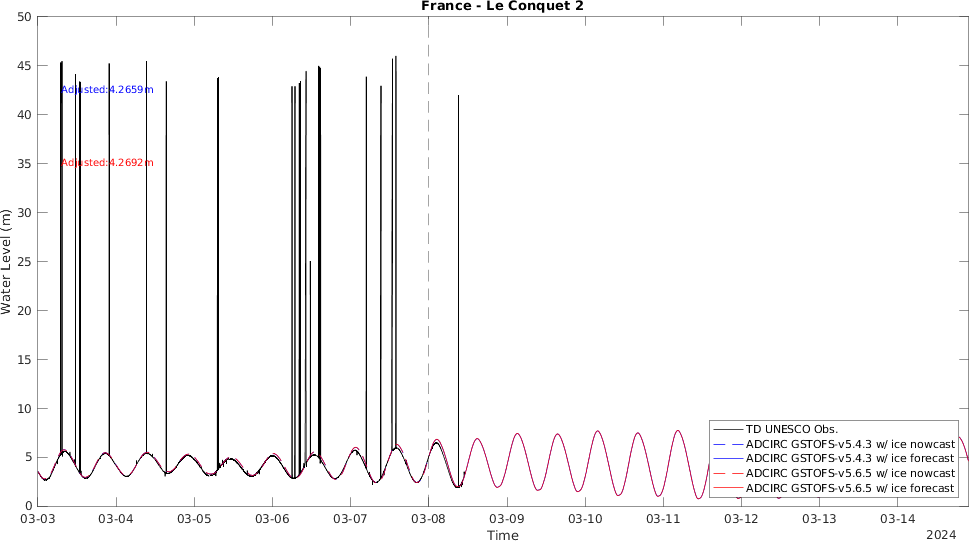 France - Le Conquet 2
50
45
40
35
30
25
20
15
10
5
0
Water Level (m)
Adjusted:4.2659m
Adjusted:4.2692m
TD UNESCO Obs.
ADCIRC GSTOFS-v5.4.3 w/ ice nowcast
ADCIRC GSTOFS-v5.4.3 w/ ice forecast
ADCIRC GSTOFS-v5.6.5 w/ ice nowcast
ADCIRC GSTOFS-v5.6.5 w/ ice forecast
03-03 03-04 03-05 03-06 03-07 03-08 03-09 03-10 03-11 03-12 03-13 03-14
Time
2024